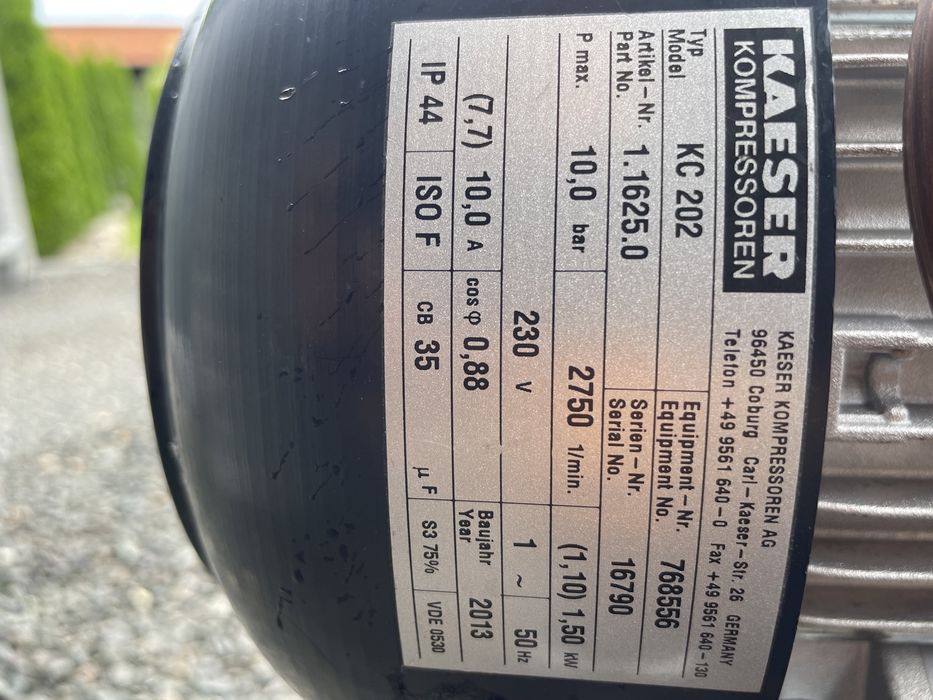 KAESER
KOMPRESSOREN
KAESER KOMPRESSOREN AG
96450 Coburg Carl-Kaeser-Str. 26 GERMANY
Telefon +49 9561 640-0 Fax +49 9561 640-130
Typ
Model KC 202
Equipment-Nr.
Equipment No. 768556
Artikel-Nr.
Part No. 1.1625.0
Serien-Nr.
Serial No. 16790
P max. 10,0 bar 2750 1/min. (1,10) 1,50 kW
230 V 1 ~ 50 Hz
(7,7) 10,0 A cos φ 0,88 Baujahr
Year 2013
IP 44 ISO F CB 35 µF S3 75% VDE 0530